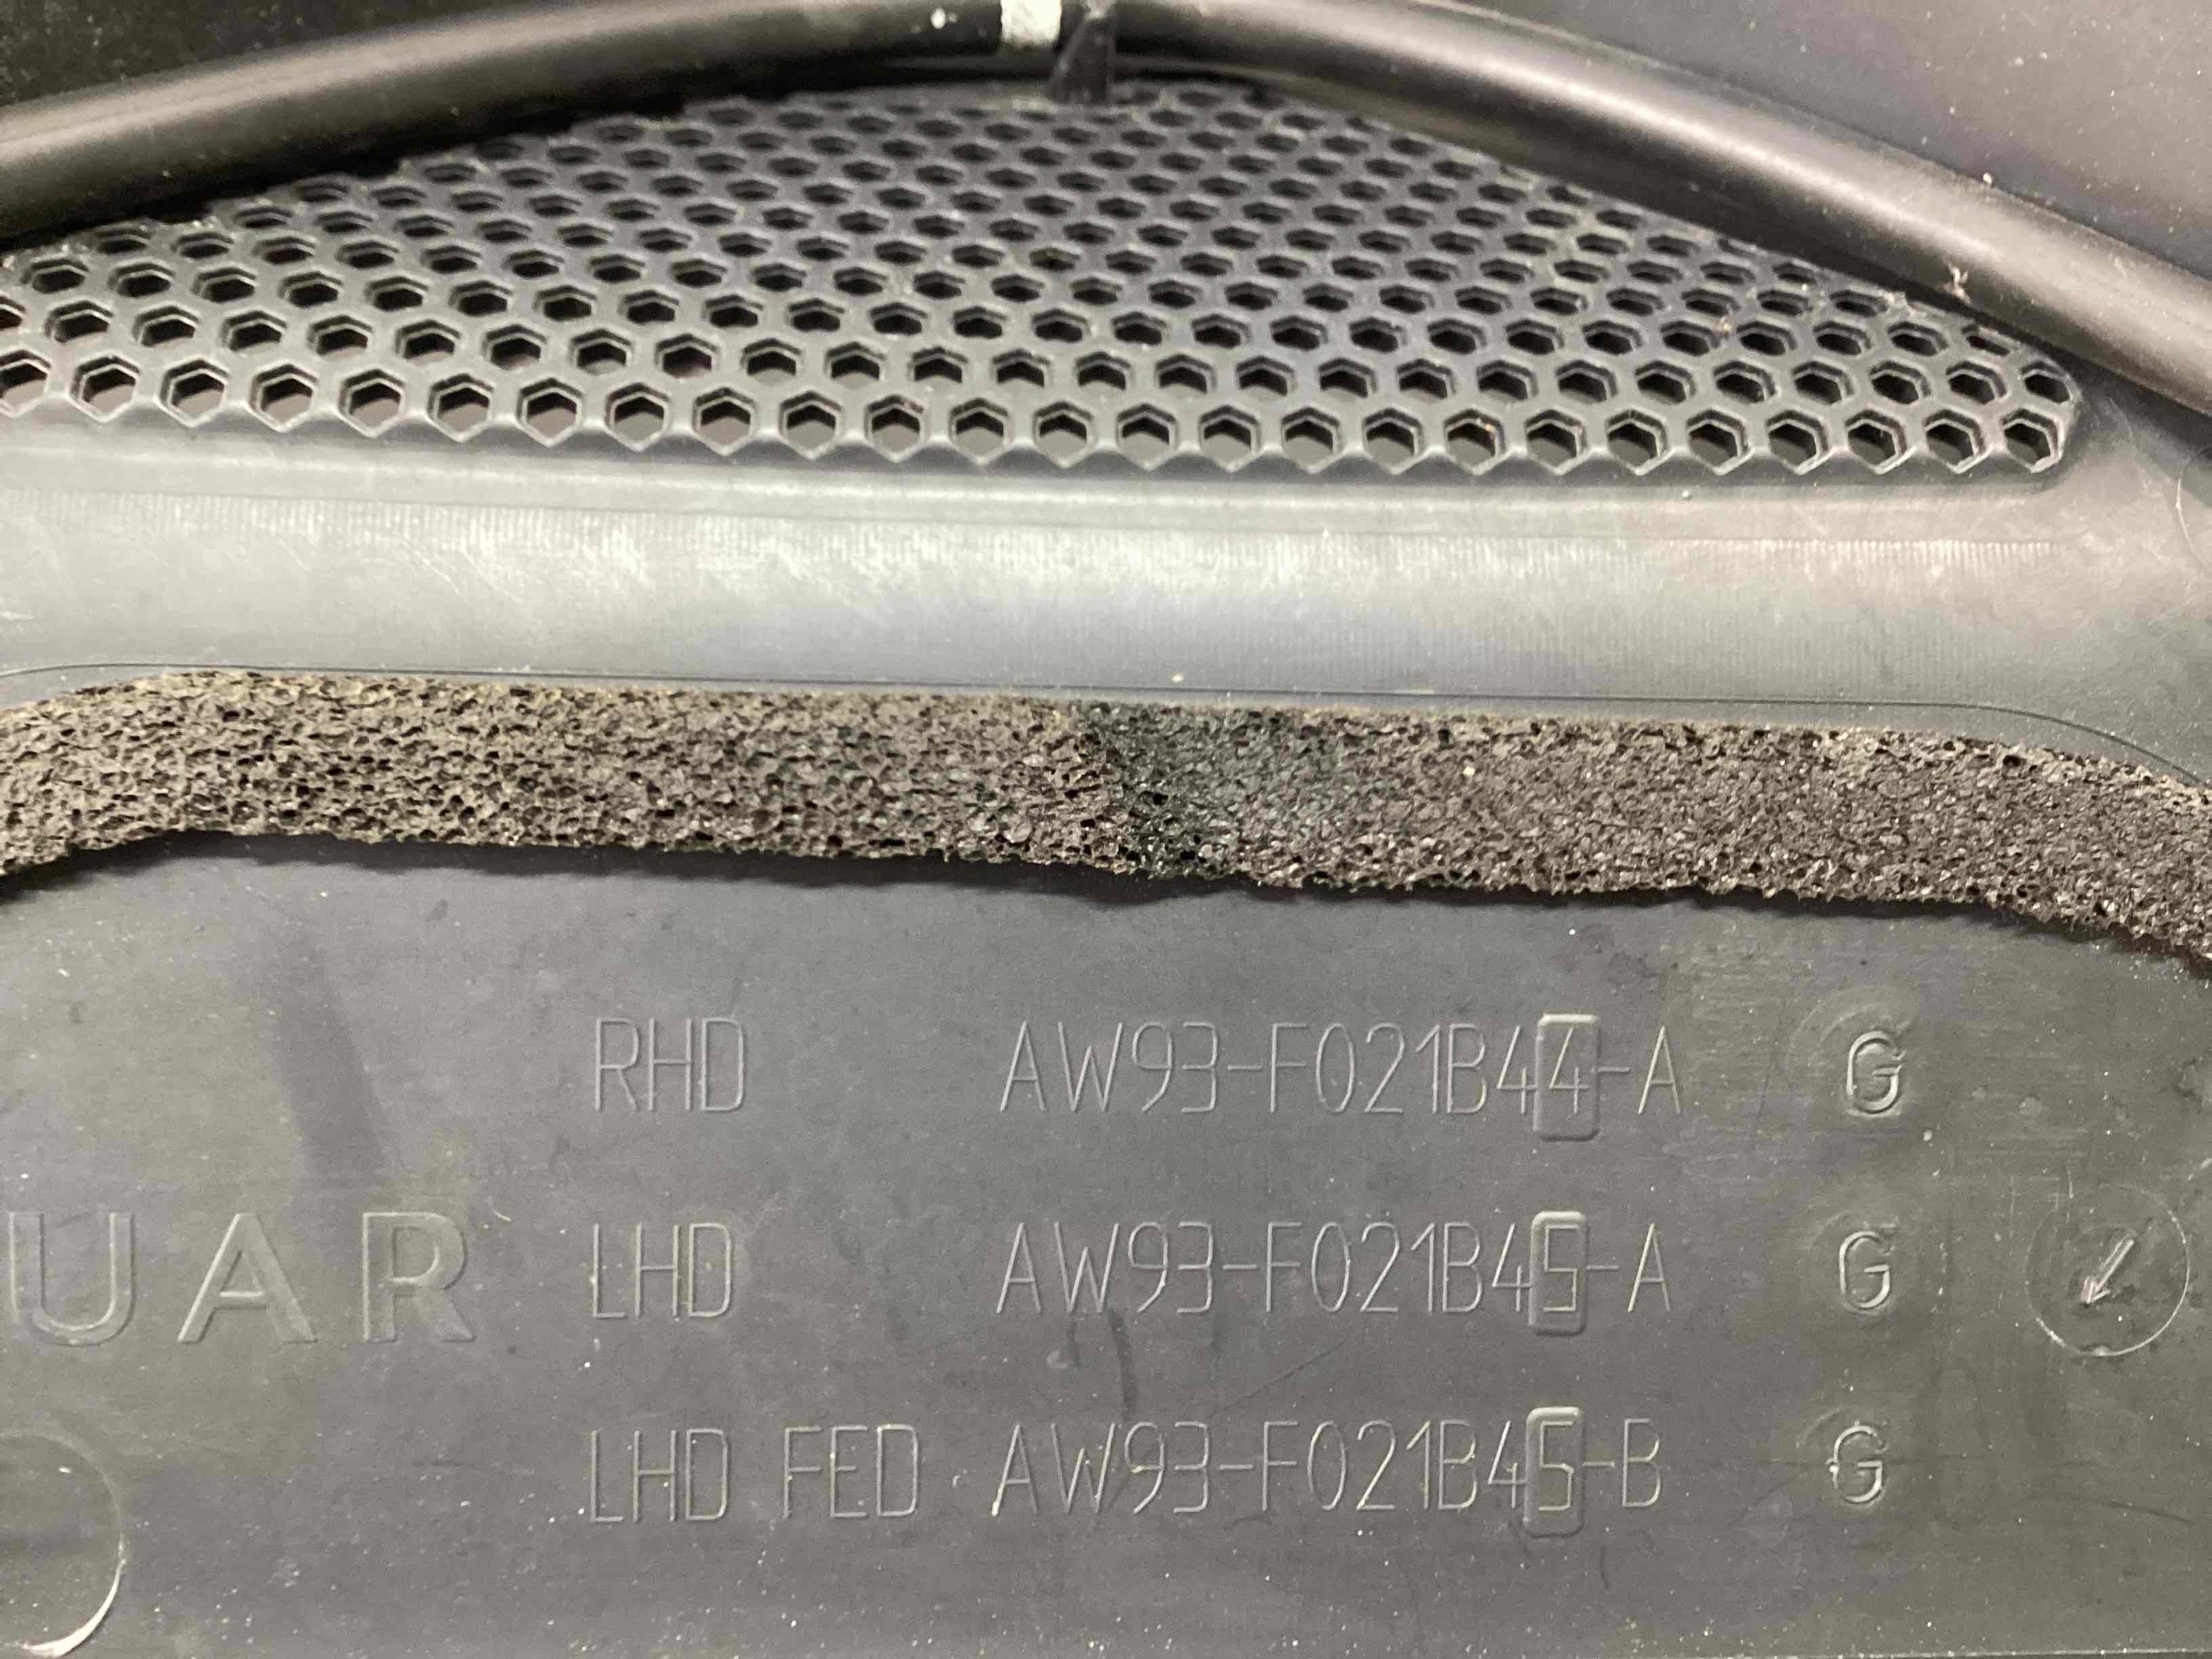 RHD AW93-F021B44-A G
UAR LHD AW93-F021B45-A G
LHD FED AW93-F021B45-B G